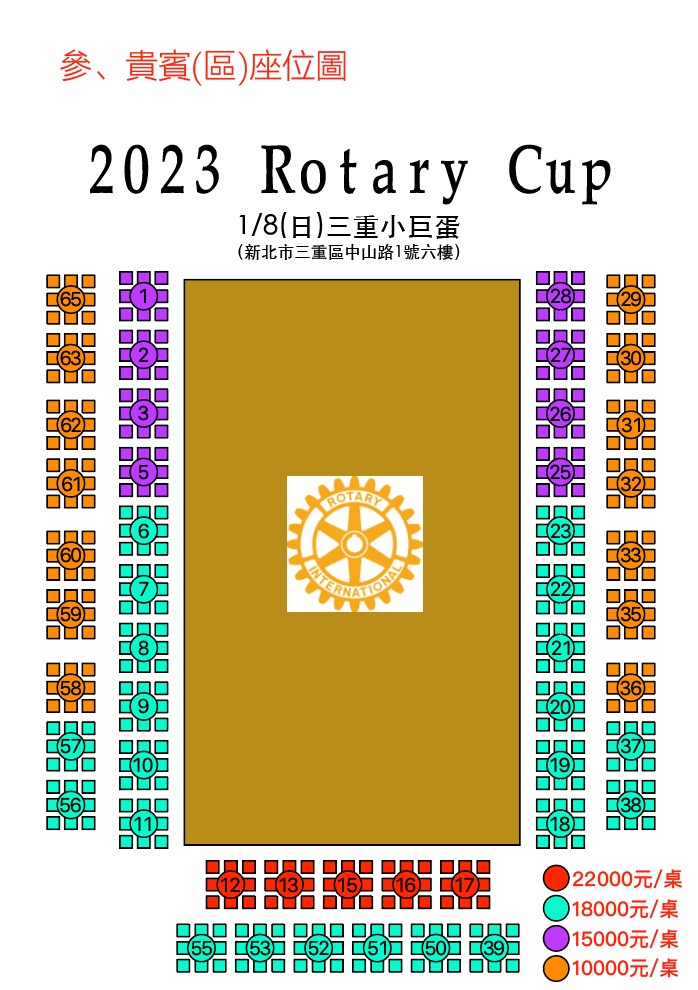 參、貴賓(區)座位圖
2023 Rotary Cup
1/8(日)三重小巨蛋
(新北市三重區中山路1號六樓)
65 1 28 29
63 2 27 30
62 3 26 31
61 5 25 32
60 6 23 33
59 7 22 35
58 8 21 36
57 9 20 37
56 10 19 38
11 18
ROTARY
INTERNATIONAL
12 13 15 16 17
55 53 52 51 50 39
22000元/桌
18000元/桌
15000元/桌
10000元/桌